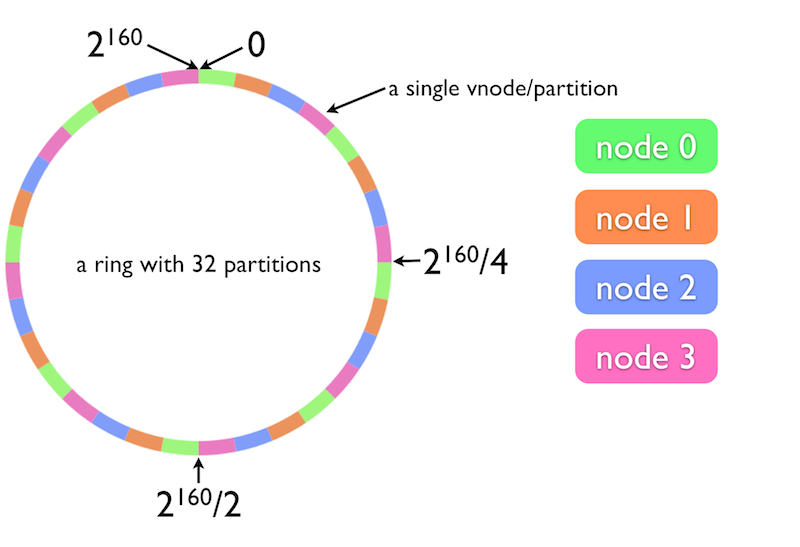 2¹⁶⁰
0
a single vnode/partition
node 0
node 1
node 2
node 3
a ring with 32 partitions
2¹⁶⁰/4
2¹⁶⁰/2